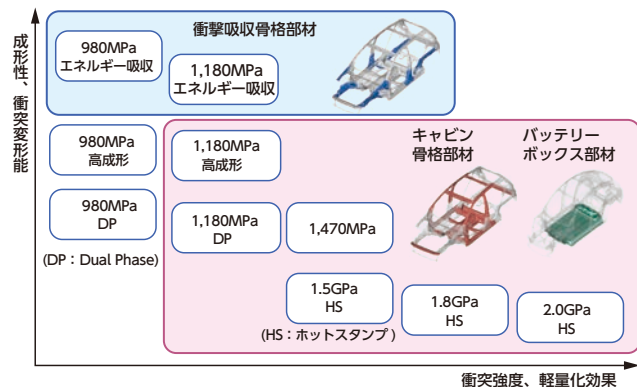 成形性、衝突変形能
衝撃吸収骨格部材
980MPa
エネルギー吸収
1,180MPa
エネルギー吸収
980MPa
高成形
1,180MPa
高成形
キャビン
骨格部材
バッテリー
ボックス部材
980MPa
DP
1,180MPa
DP
1,470MPa
(DP:Dual Phase)
1.5GPa
HS
1.8GPa
HS
2.0GPa
HS
(HS:ホットスタンプ)
衝突強度、軽量化効果